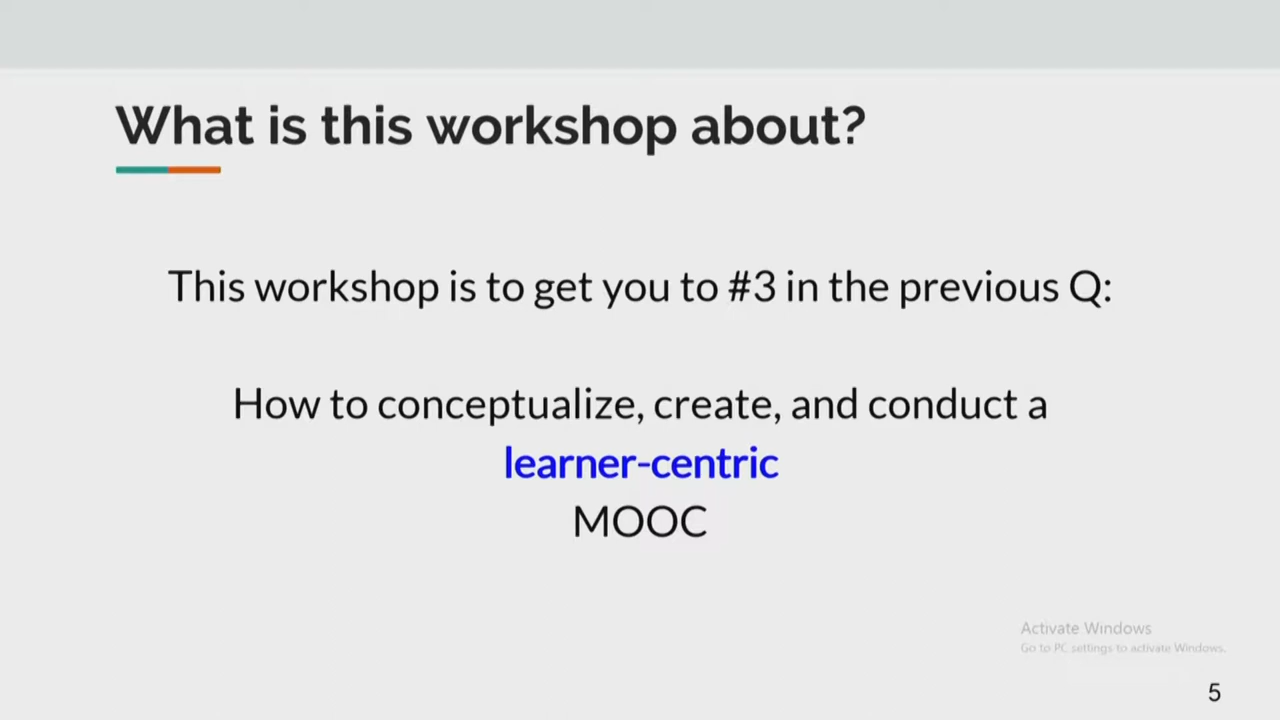 What is this workshop about?
This workshop is to get you to #3 in the previous Q:
How to conceptualize, create, and conduct a
learner-centric
MOOC
Activate Windows
Go to PC settings to activate Windows.
5